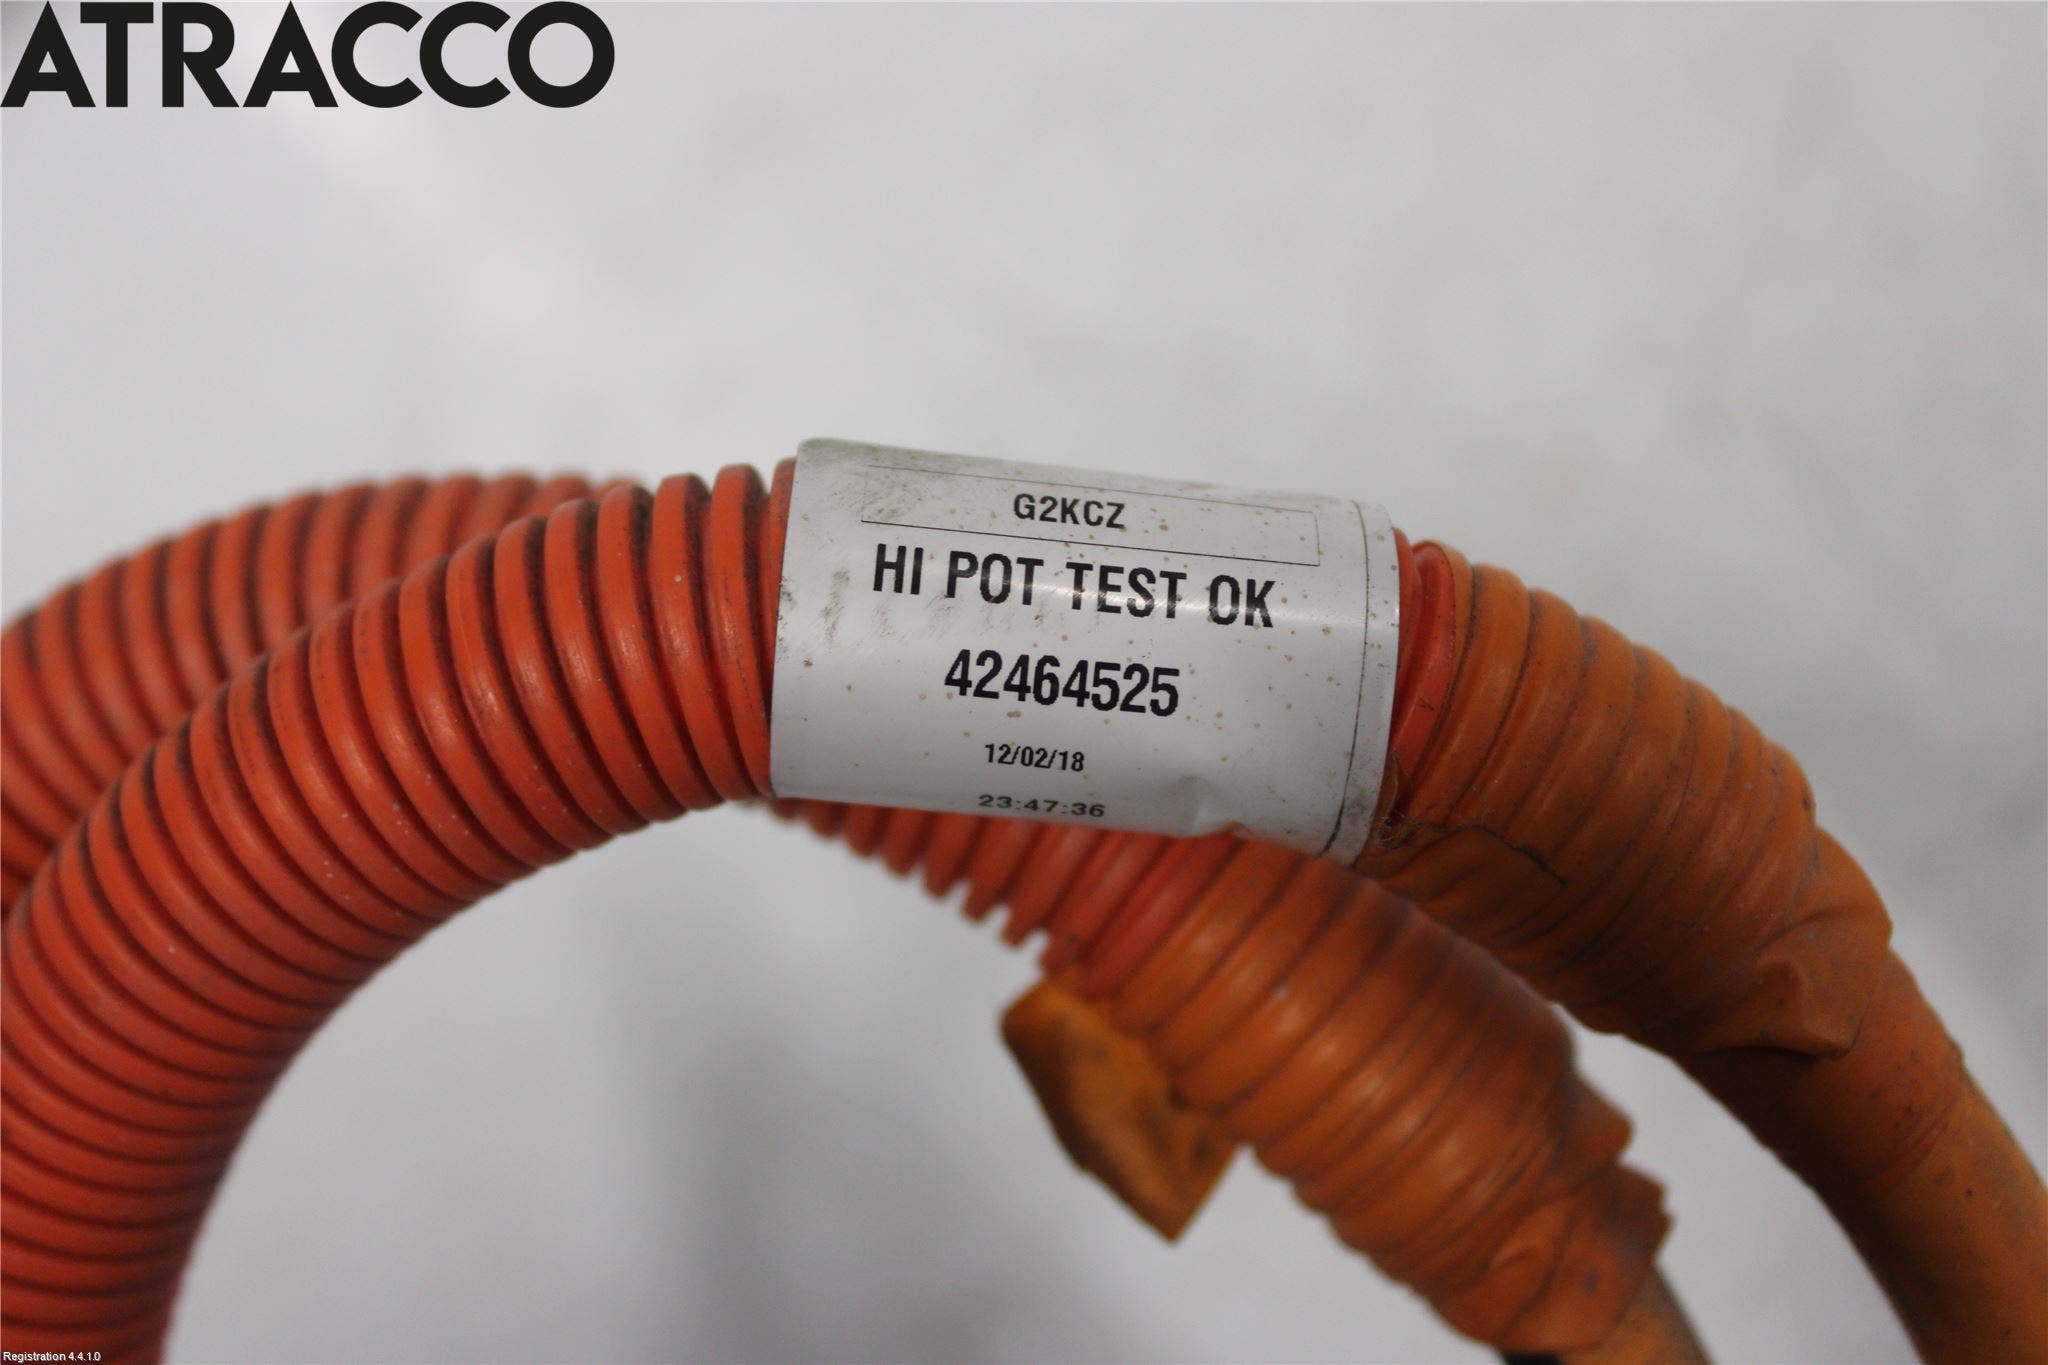 ATRACCO
G2KCZ
HI POT TEST OK
42464525
12/02/18
23:47:36
Registration 4.4.1.0